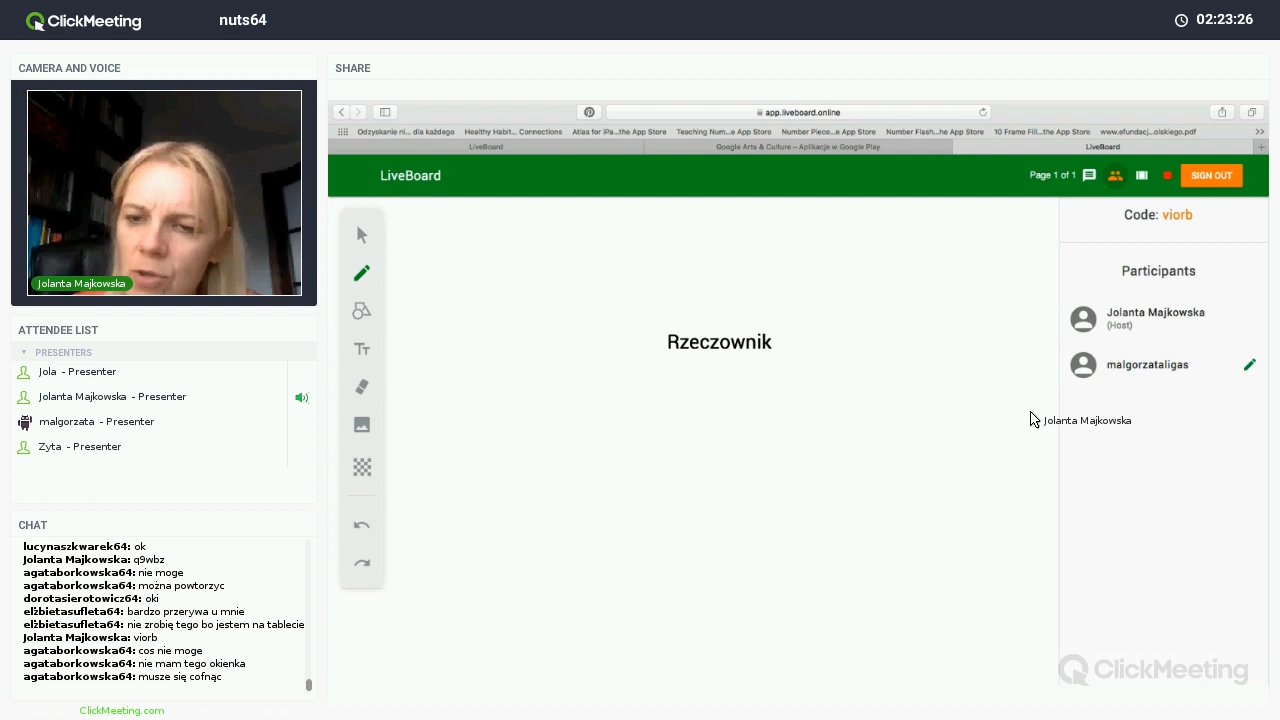 ClickMeeting
nuts64
02:23:26
CAMERA AND VOICE
Jolanta Majkowska
ATTENDEE LIST
PRESENTERS
Jola - Presenter
Jolanta Majkowska - Presenter
malgorzata - Presenter
Zyta - Presenter
CHAT
lucynaszkwarek64: ok
Jolanta Majkowska: q9wbz
agataborkowska64: nie moge
agataborkowska64: można powtorzyc
dorotasierotowicz64: oki
elżbietasufleta64: bardzo przerywa u mnie
elżbietasufleta64: nie zrobię tego bo jestem na tablecie
Jolanta Majkowska: viorb
agataborkowska64: cos nie moge
agataborkowska64: nie mam tego okienka
agataborkowska64: musze się cofnąc
ClickMeeting.com
SHARE
app.liveboard.online
Odzyskanie ni... dla każdego Healthy Habit... Connections Atlas for iPa...the App Store Teaching Num...e App Store Number Piece...e App Store Number Flash...he App Store 10 Frame Fill...the App Store www.efundacj...olskiego.pdf >>
LiveBoard Google Arts & Culture – Aplikacje w Google Play LiveBoard +
LiveBoard Page 1 of 1 SIGN OUT
Tт
Rzeczownik
Code: viorb
Participants
Jolanta Majkowska
(Host)
malgorzataligas
Jolanta Majkowska
ClickMeeting